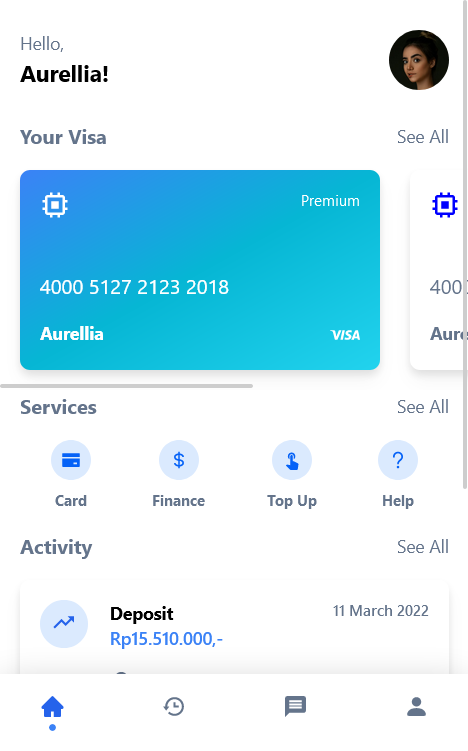 Hello,
Aurellia!
Your Visa
See All
Premium
4000 5127 2123 2018
Aurellia
VISA
400
Aure
Services
See All
Card
Finance
Top Up
Help
Activity
See All
Deposit
11 March 2022
Rp15.510.000,-